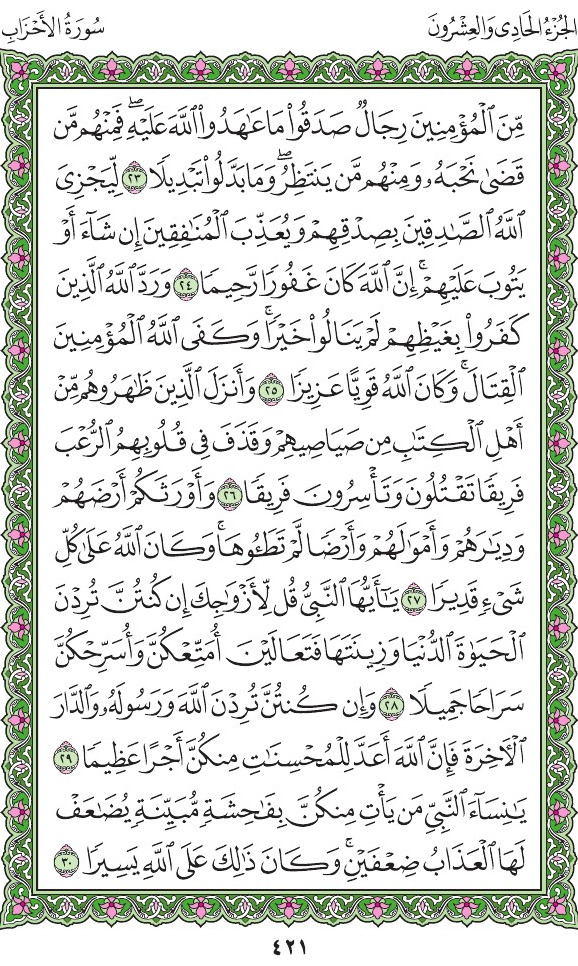 الجُزْءُ الحَادِى وَالعِشْرُونَ
سُورَةُ الأَحْزَابِ
مِّنَ ٱلْمُؤْمِنِينَ رِجَالٌ صَدَقُوا۟ مَا عَـٰهَدُوا۟ ٱللَّهَ عَلَيْهِ ۖ فَمِنْهُم مَّن
قَضَىٰ نَحْبَهُۥ وَمِنْهُم مَّن يَنتَظِرُ ۖ وَمَا بَدَّلُوا۟ تَبْدِيلًا ٢٣ لِّيَجْزِىَ
ٱللَّهُ ٱلصَّـٰدِقِينَ بِصِدْقِهِمْ وَيُعَذِّبَ ٱلْمُنَـٰفِقِينَ إِن شَآءَ أَوْ
يَتُوبَ عَلَيْهِمْ ۚ إِنَّ ٱللَّهَ كَانَ غَفُورًا رَّحِيمًا ٢٤ وَرَدَّ ٱللَّهُ ٱلَّذِينَ
كَفَرُوا۟ بِغَيْظِهِمْ لَمْ يَنَالُوا۟ خَيْرًا ۚ وَكَفَى ٱللَّهُ ٱلْمُؤْمِنِينَ
ٱلْقِتَالَ ۚ وَكَانَ ٱللَّهُ قَوِيًّا عَزِيزًا ٢٥ وَأَنزَلَ ٱلَّذِينَ ظَـٰهَرُوهُم مِّنْ
أَهْلِ ٱلْكِتَـٰبِ مِن صَيَاصِيهِمْ وَقَذَفَ فِى قُلُوبِهِمُ ٱلرُّعْبَ
فَرِيقًا تَقْتُلُونَ وَتَأْسِرُونَ فَرِيقًا ٢٦ وَأَوْرَثَكُمْ أَرْضَهُمْ
وَدِيَـٰرَهُمْ وَأَمْوَٰلَهُمْ وَأَرْضًا لَّمْ تَطَـُٔوهَا ۚ وَكَانَ ٱللَّهُ عَلَىٰ كُلِّ
شَىْءٍ قَدِيرًا ٢٧ يَـٰٓأَيُّهَا ٱلنَّبِىُّ قُل لِّأَزْوَٰجِكَ إِن كُنتُنَّ تُرِدْنَ
ٱلْحَيَوٰةَ ٱلدُّنْيَا وَزِينَتَهَا فَتَعَالَيْنَ أُمَتِّعْكُنَّ وَأُسَرِّحْكُنَّ
سَرَاحًا جَمِيلًا ٢٨ وَإِن كُنتُنَّ تُرِدْنَ ٱللَّهَ وَرَسُولَهُۥ وَٱلدَّارَ
ٱلْـَٔاخِرَةَ فَإِنَّ ٱللَّهَ أَعَدَّ لِلْمُحْسِنَـٰتِ مِنكُنَّ أَجْرًا عَظِيمًا ٢٩
يَـٰنِسَآءَ ٱلنَّبِىِّ مَن يَأْتِ مِنكُنَّ بِفَـٰحِشَةٍ مُّبَيِّنَةٍ يُضَـٰعَفْ
لَهَا ٱلْعَذَابُ ضِعْفَيْنِ ۚ وَكَانَ ذَٰلِكَ عَلَى ٱللَّهِ يَسِيرًا ٣٠
٤٢١